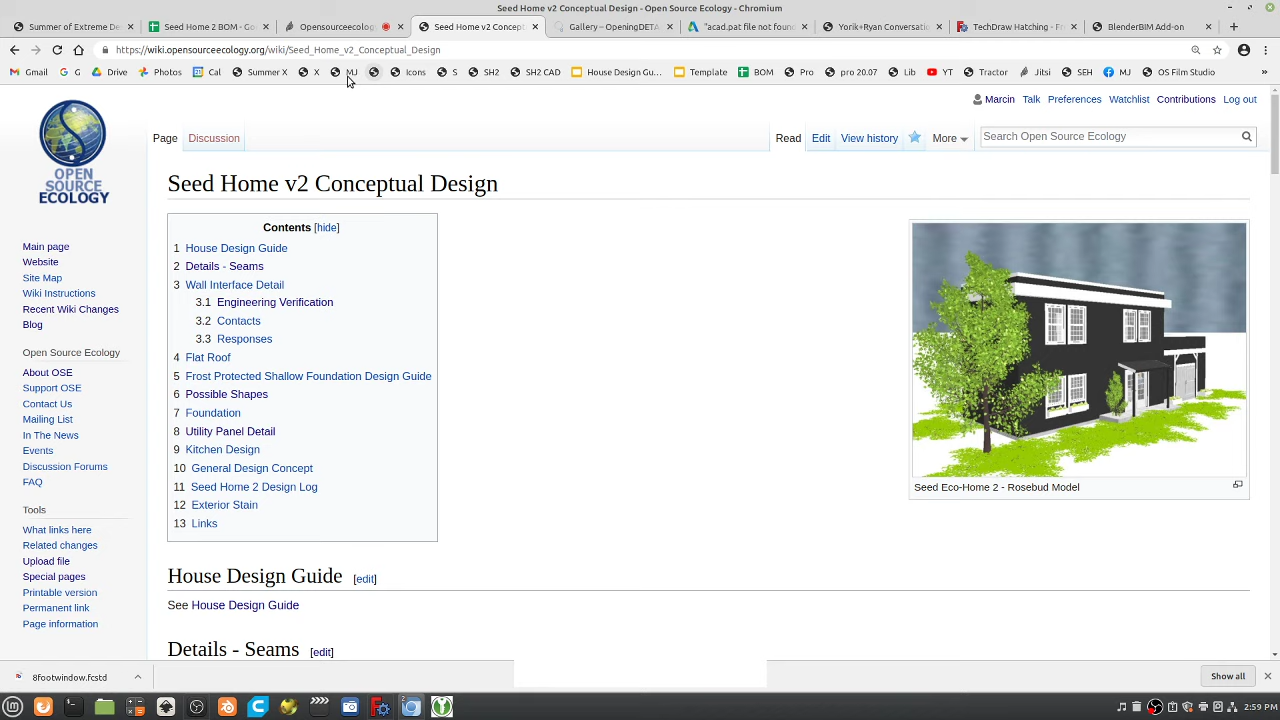 Seed Home v2 Conceptual Design - Open Source Ecology - Chromium
Summer of Extreme De
Seed Home 2 BOM - Go
Opensourceecology
Seed Home v2 Concept
Gallery – OpeningDETA
"acad.pat file not found
Yorik+Ryan Conversati
TechDraw Hatching - Fr
BlenderBIM Add-on
https://wiki.opensourceecology.org/wiki/Seed_Home_v2_Conceptual_Design
Gmail G Drive Photos Cal Summer X X MJ Icons S SH2 SH2 CAD House Design Gu... Template BOM Pro pro 20.07 Lib YT Tractor Jitsi SEH MJ OS Film Studio »
Marcin Talk Preferences Watchlist Contributions Log out
Page Discussion Read Edit View history More Search Open Source Ecology
OPEN
SOURCE
ECOLOGY
Main page
Website
Site Map
Wiki Instructions
Recent Wiki Changes
Blog
Open Source Ecology
About OSE
Support OSE
Contact Us
Mailing List
In The News
Events
Discussion Forums
FAQ
Tools
What links here
Related changes
Upload file
Special pages
Printable version
Permanent link
Page information
Seed Home v2 Conceptual Design
Contents [hide]
1 House Design Guide
2 Details - Seams
3 Wall Interface Detail
3.1 Engineering Verification
3.2 Contacts
3.3 Responses
4 Flat Roof
5 Frost Protected Shallow Foundation Design Guide
6 Possible Shapes
7 Foundation
8 Utility Panel Detail
9 Kitchen Design
10 General Design Concept
11 Seed Home 2 Design Log
12 Exterior Stain
13 Links
Seed Eco-Home 2 - Rosebud Model
House Design Guide [edit]
See House Design Guide
Details - Seams [edit]
8footwindow.fcstd
Show all
2:59 PM